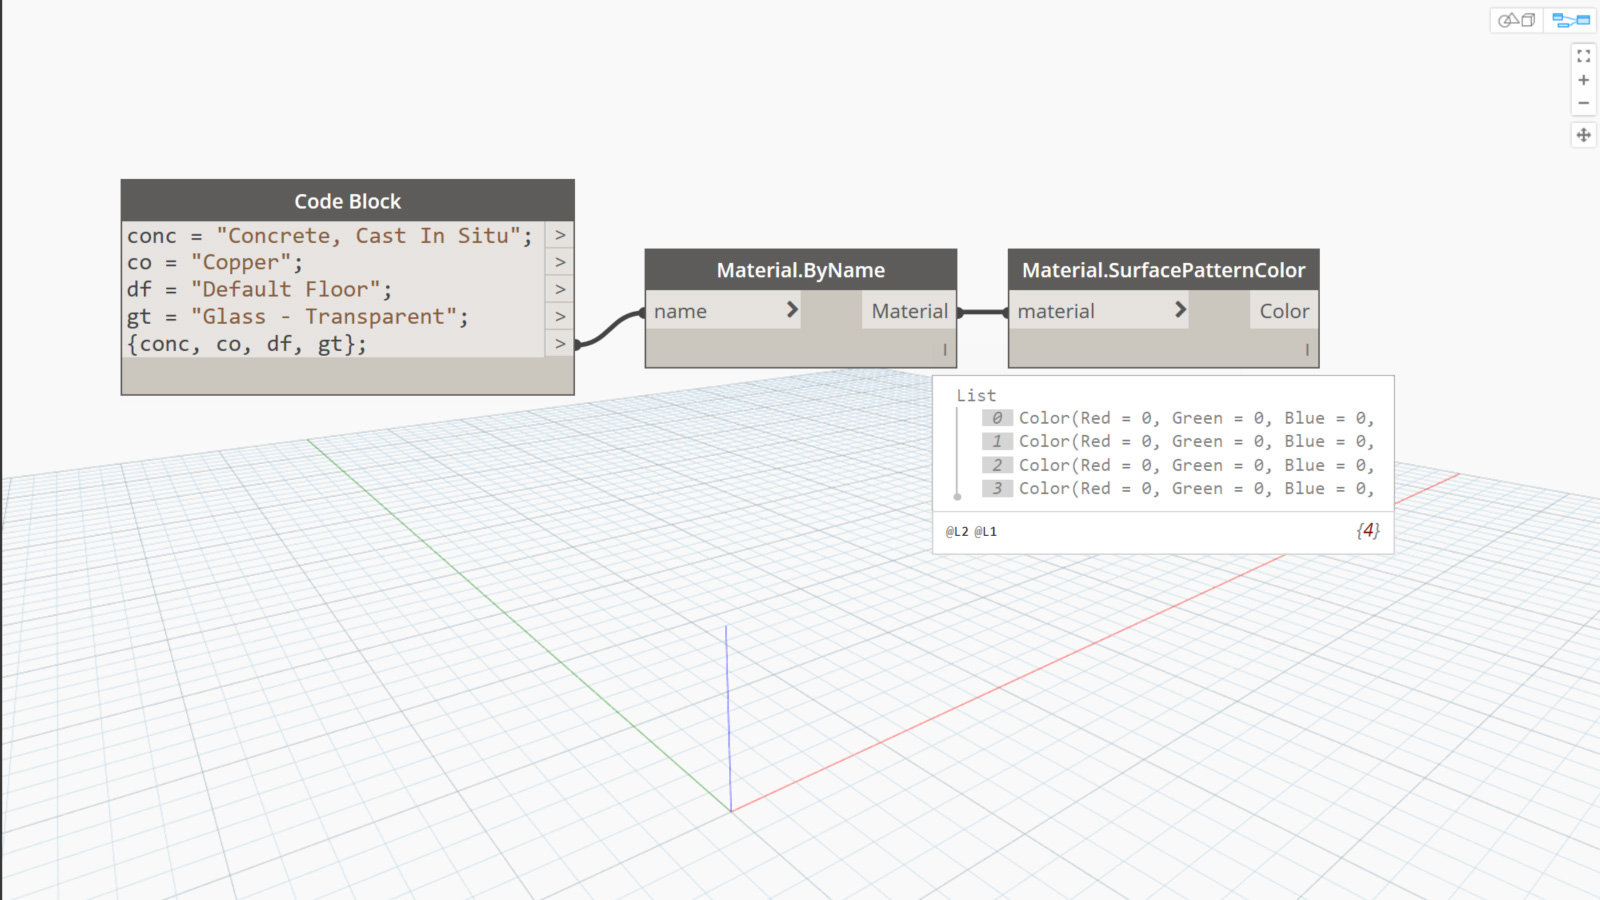 Code Block
conc = "Concrete, Cast In Situ";
>
co = "Copper";
>
df = "Default Floor";
>
gt = "Glass - Transparent";
>
{conc, co, df, gt};
>
Material.ByName
name
Material
Material.SurfacePatternColor
material
Color
List
0 Color(Red = 0, Green = 0, Blue = 0,
1 Color(Red = 0, Green = 0, Blue = 0,
2 Color(Red = 0, Green = 0, Blue = 0,
3 Color(Red = 0, Green = 0, Blue = 0,
@L2 @L1
{4}